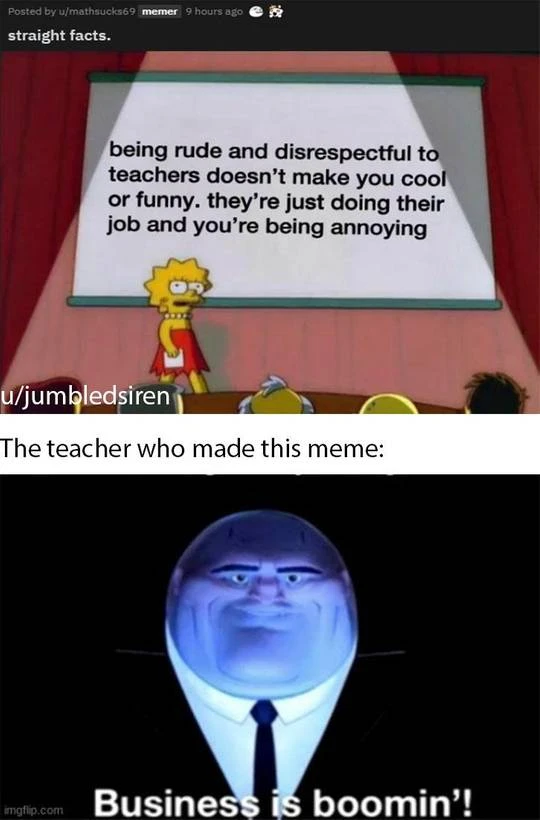 Posted by u/mathsucks69 memer 9 hours ago
straight facts.
being rude and disrespectful to
teachers doesn't make you cool
or funny. they're just doing their
job and you're being annoying
u/jumbledsiren
The teacher who made this meme:
Business is boomin'!
imgflip.com